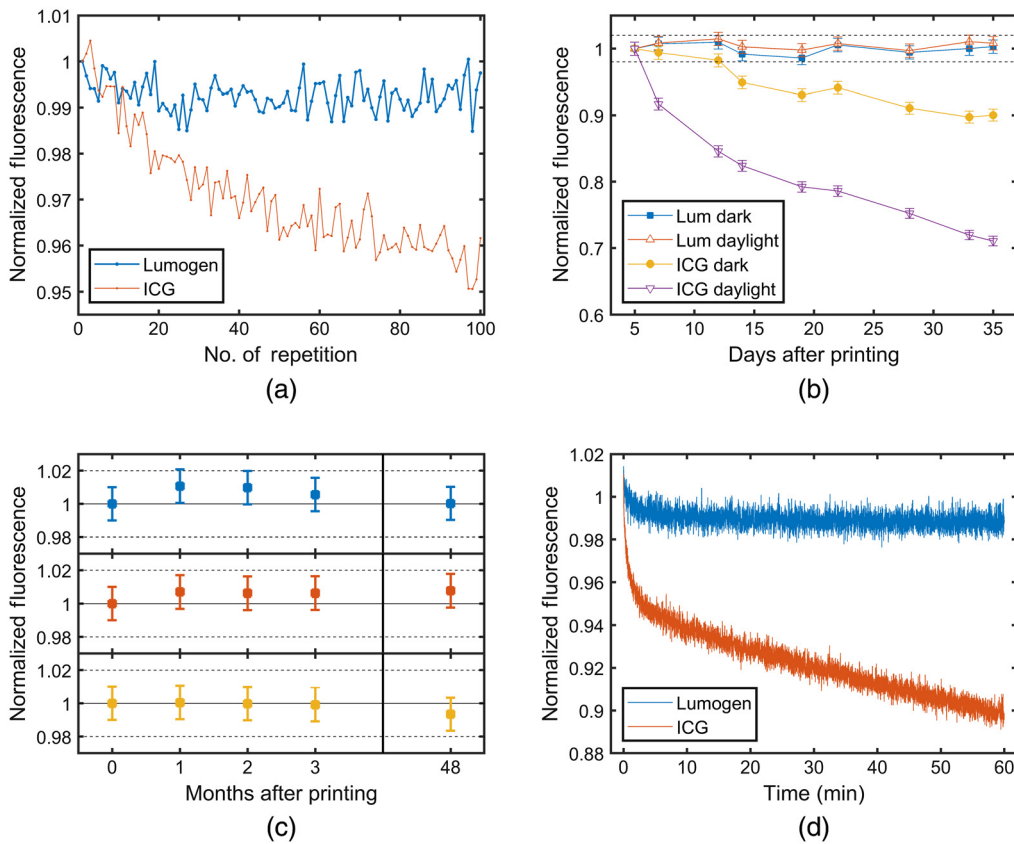 Normalized fluorescence
1.01
1
0.99
0.98
0.97
0.96
0.95
Lumogen
ICG
0 20 40 60 80 100
No. of repetition
(a)
Normalized fluorescence
1
0.9
0.8
0.7
0.6
Lum dark
Lum daylight
ICG dark
ICG daylight
5 10 15 20 25 30 35
Days after printing
(b)
Normalized fluorescence
1.02
1
0.98
1.02
1
0.98
1.02
1
0.98
0 1 2 3 48
Months after printing
(c)
Normalized fluorescence
1.02
1
0.98
0.96
0.94
0.92
0.9
0.88
Lumogen
ICG
0 10 20 30 40 50 60
Time (min)
(d)